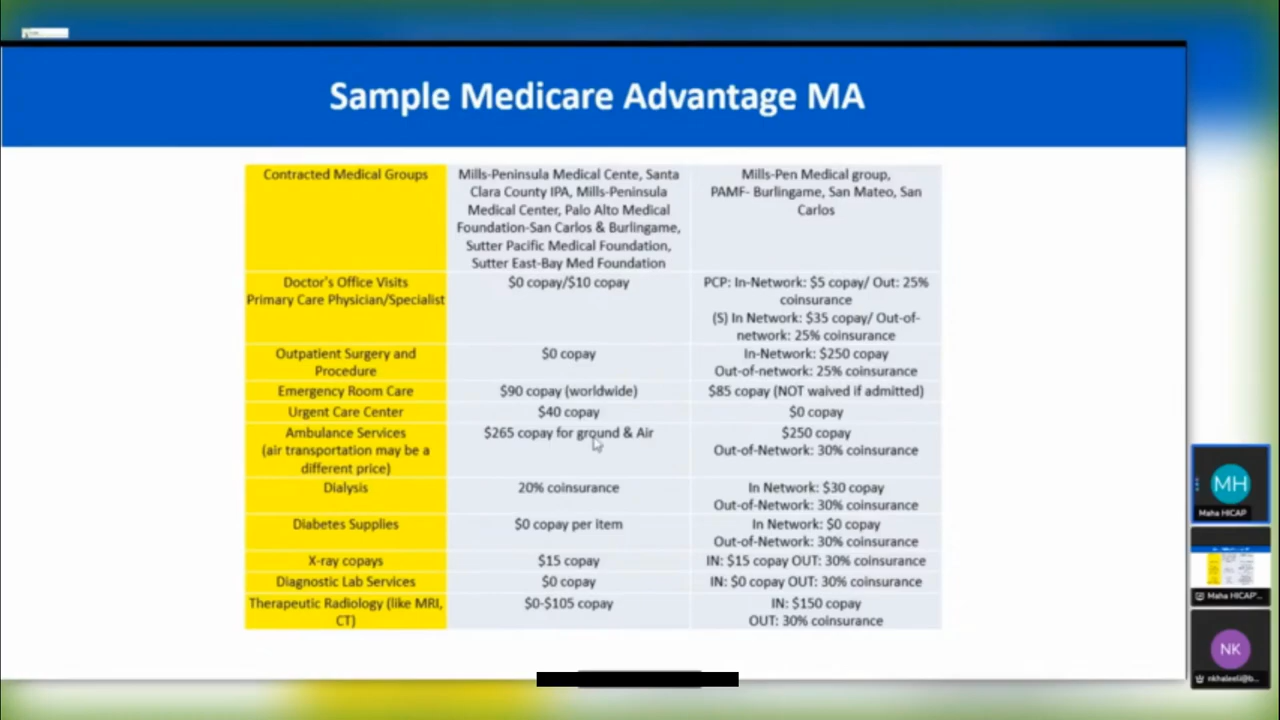 Sample Medicare Advantage MA
Contracted Medical Groups
Mills-Peninsula Medical Cente, Santa
Clara County IPA, Mills-Peninsula
Medical Center, Palo Alto Medical
Foundation-San Carlos & Burlingame,
Sutter Pacific Medical Foundation,
Sutter East-Bay Med Foundation
Mills-Pen Medical group,
PAMF- Burlingame, San Mateo, San
Carlos
Doctor's Office Visits
Primary Care Physician/Specialist
$0 copay/$10 copay
PCP: In-Network: $5 copay/ Out: 25%
coinsurance
(S) In Network: $35 copay/ Out-of-
network: 25% coinsurance
Outpatient Surgery and
Procedure
$0 copay
In-Network: $250 copay
Out-of-network: 25% coinsurance
Emergency Room Care
$90 copay (worldwide)
$85 copay (NOT waived if admitted)
Urgent Care Center
$40 copay
$0 copay
Ambulance Services
(air transportation may be a
different price)
$265 copay for ground & Air
$250 copay
Out-of-Network: 30% coinsurance
Dialysis
20% coinsurance
In Network: $30 copay
Out-of-Network: 30% coinsurance
Diabetes Supplies
$0 copay per item
In Network: $0 copay
Out-of-Network: 30% coinsurance
X-ray copays
$15 copay
IN: $15 copay OUT: 30% coinsurance
Diagnostic Lab Services
$0 copay
IN: $0 copay OUT: 30% coinsurance
Therapeutic Radiology (like MRI,
CT)
$0-$105 copay
IN: $150 copay
OUT: 30% coinsurance
MH
Maha HICAP
Maha HICAP'...
NK
nkhaleeli@b...